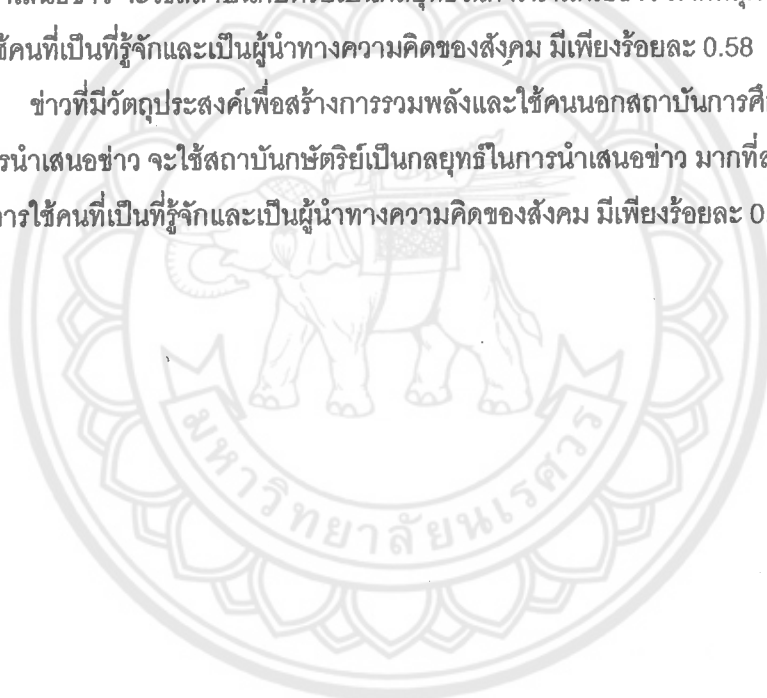 ใช้คนที่เป็นที่รู้จักและเป็นผู้นำทางความคิดของสังคม มีเพียงร้อยละ 0.58
ข่าวที่มีวัตถุประสงค์เพื่อสร้างการรวมพลังและใช้คนนอกสถาบันการศึ
รนำเสนอข่าว จะใช้สถาบันกษัตริย์เป็นกลยุทธ์ในการนำเสนอข่าว มากที่ส
การใช้คนที่เป็นที่รู้จักและเป็นผู้นำทางความคิดของสังคม มีเพียงร้อยละ 0
มหาวิทยาลัยนเรศวร